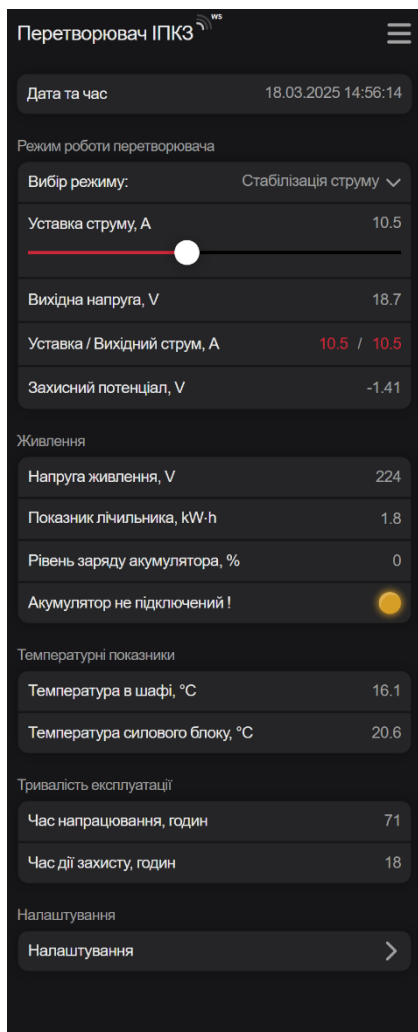 Перетворювач ІПКЗ ws
Дата та час 18.03.2025 14:56:14
Режим роботи перетворювача
Вибір режиму: Стабілізація струму
Уставка струму, А 10.5
Вихідна напруга, V 18.7
Уставка / Вихідний струм, А 10.5 / 10.5
Захисний потенціал, V -1.41
Живлення
Напруга живлення, V 224
Показник лічильника, kW·h 1.8
Рівень заряду акумулятора, % 0
Акумулятор не підключений !
Температурні показники
Температура в шафі, °C 16.1
Температура силового блоку, °C 20.6
Тривалість експлуатації
Час напрацювання, годин 71
Час дії захисту, годин 18
Налаштування
Налаштування